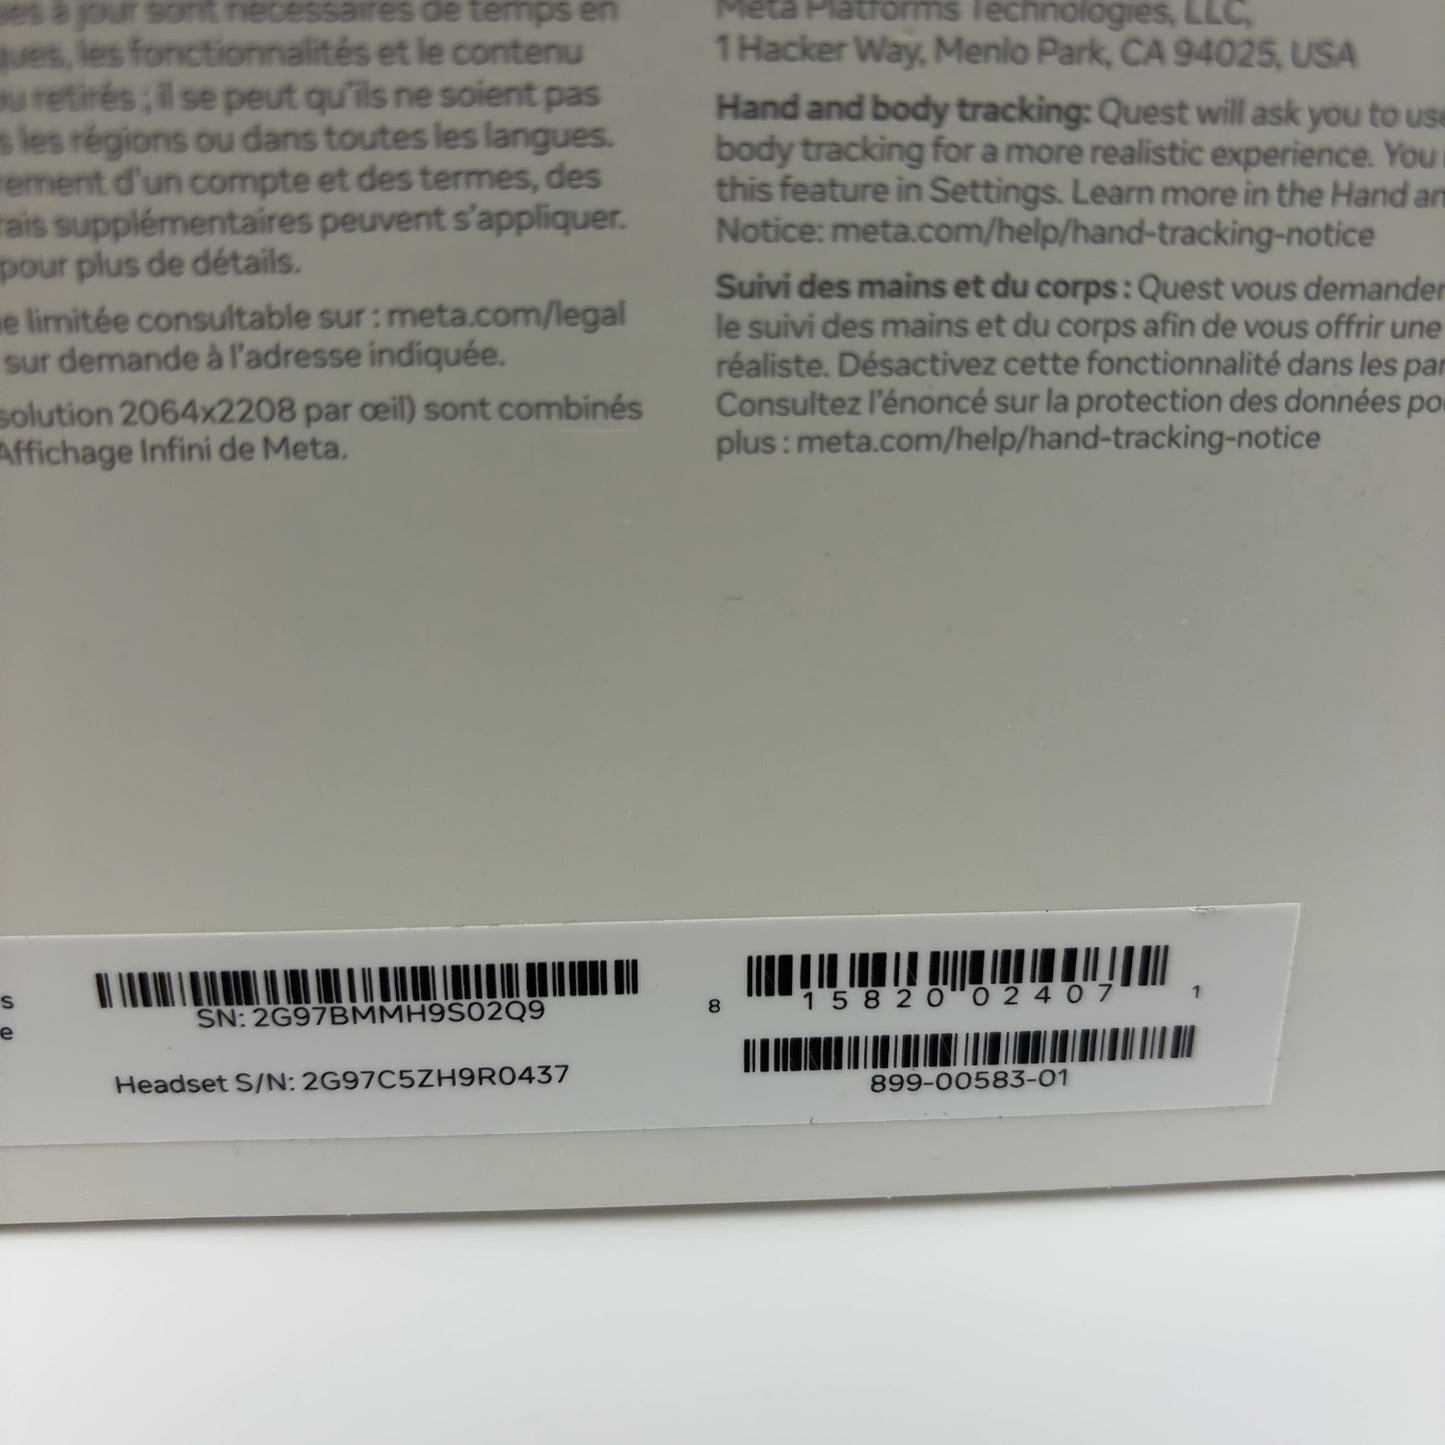 à jour sont nécessaires de temps en
les fonctionnalités et le contenu
ou retirés ; il se peut qu'ils ne soient pas
les régions ou dans toutes les langues.
d'un compte et des termes, des
supplémentaires peuvent s'appliquer.
pour plus de détails.
limitée consultable sur : meta.com/legal
sur demande à l'adresse indiquée.
solution 2064x2208 par œil) sont combinés
Affichage Infini de Meta.
Meta Platforms Technologies, LLC,
1 Hacker Way, Menlo Park, CA 94025, USA
Hand and body tracking: Quest will ask you to use
body tracking for a more realistic experience. You
this feature in Settings. Learn more in the Hand an
Notice: meta.com/help/hand-tracking-notice
Suivi des mains et du corps : Quest vous demander
le suivi des mains et du corps afin de vous offrir une
réaliste. Désactivez cette fonctionnalité dans les par
Consultez l'énoncé sur la protection des données pou
plus : meta.com/help/hand-tracking-notice
s
e
SN: 2G97BMMH9S02Q9
Headset S/N: 2G97C5ZH9R0437
8 15820 02407 1
899-00583-01